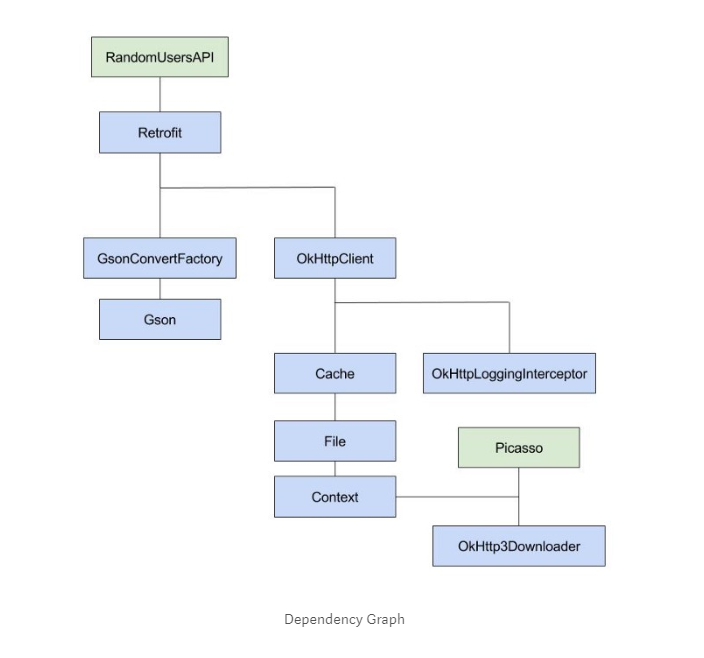 RandomUsersAPI
Retrofit
GsonConvertFactory
OkHttpClient
Gson
Cache
OkHttpLoggingInterceptor
File
Picasso
Context
OkHttp3Downloader
Dependency Graph